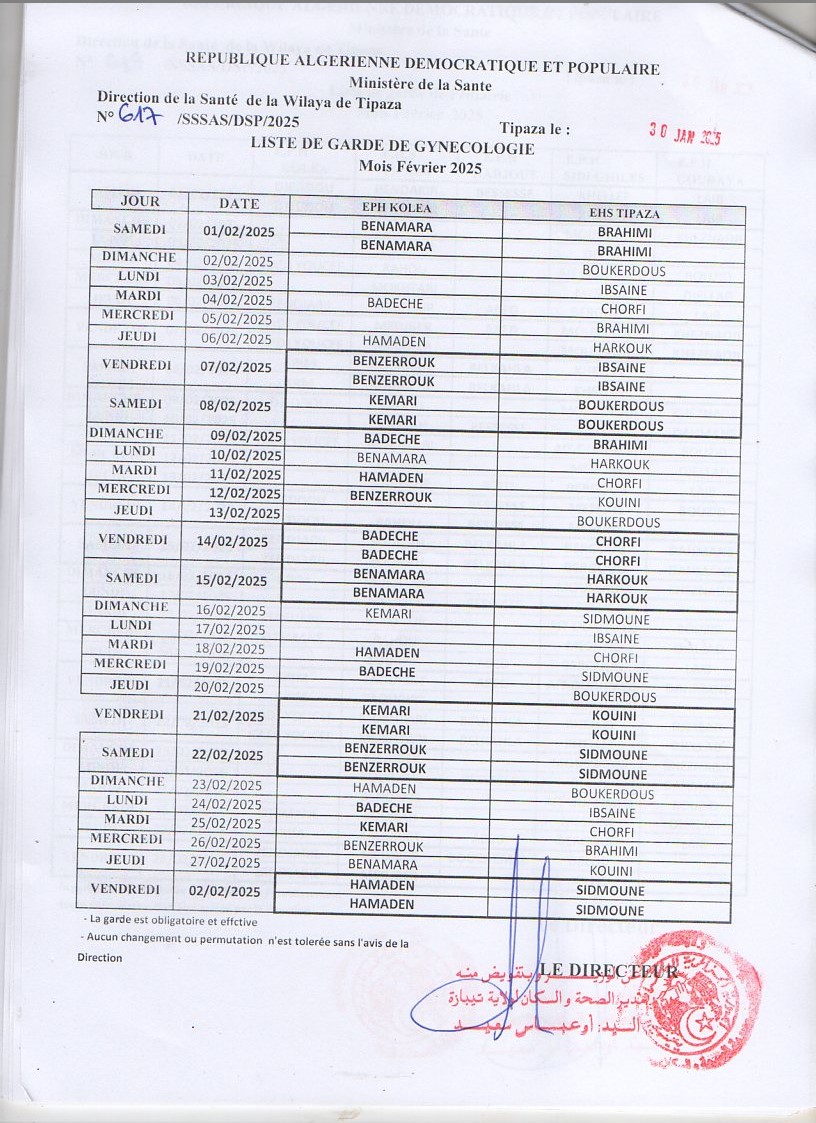 REPUBLIQUE ALGERIENNE DEMOCRATIQUE ET POPULAIRE
Ministère de la Sante
Direction de la Santé de la Wilaya de Tipaza
N° 617 /SSSAS/DSP/2025
Tipaza le : 30 JAN 2025
LISTE DE GARDE DE GYNECOLOGIE
Mois Février 2025
JOUR DATE EPH KOLEA EHS TIPAZA
SAMEDI 01/02/2025 BENAMARA BRAHIMI
BENAMARA BRAHIMI
DIMANCHE 02/02/2025 BOUKERDOUS
LUNDI 03/02/2025 IBSAINE
MARDI 04/02/2025 BADECHE CHORFI
MERCREDI 05/02/2025 BRAHIMI
JEUDI 06/02/2025 HAMADEN HARKOUK
VENDREDI 07/02/2025 BENZERROUK IBSAINE
BENZERROUK IBSAINE
SAMEDI 08/02/2025 KEMARI BOUKERDOUS
KEMARI BOUKERDOUS
DIMANCHE 09/02/2025 BADECHE BRAHIMI
LUNDI 10/02/2025 BENAMARA HARKOUK
MARDI 11/02/2025 HAMADEN CHORFI
MERCREDI 12/02/2025 BENZERROUK KOUINI
JEUDI 13/02/2025 BOUKERDOUS
VENDREDI 14/02/2025 BADECHE CHORFI
BADECHE CHORFI
SAMEDI 15/02/2025 BENAMARA HARKOUK
BENAMARA HARKOUK
DIMANCHE 16/02/2025 KEMARI SIDMOUNE
LUNDI 17/02/2025 IBSAINE
MARDI 18/02/2025 HAMADEN CHORFI
MERCREDI 19/02/2025 BADECHE SIDMOUNE
JEUDI 20/02/2025 BOUKERDOUS
VENDREDI 21/02/2025 KEMARI KOUINI
KEMARI KOUINI
SAMEDI 22/02/2025 BENZERROUK SIDMOUNE
BENZERROUK SIDMOUNE
DIMANCHE 23/02/2025 HAMADEN BOUKERDOUS
LUNDI 24/02/2025 BADECHE IBSAINE
MARDI 25/02/2025 KEMARI CHORFI
MERCREDI 26/02/2025 BENZERROUK BRAHIMI
JEUDI 27/02/2025 BENAMARA KOUINI
VENDREDI 02/02/2025 HAMADEN SIDMOUNE
HAMADEN SIDMOUNE
- La garde est obligatoire et effctive
- Aucun changement ou permutation n'est tolerée sans l'avis de la
Direction
LE DIRECTEUR
وبتفويض منه
مدير الصحة والسكان لولاية تيبازة
السيد: أوعباس سعيد